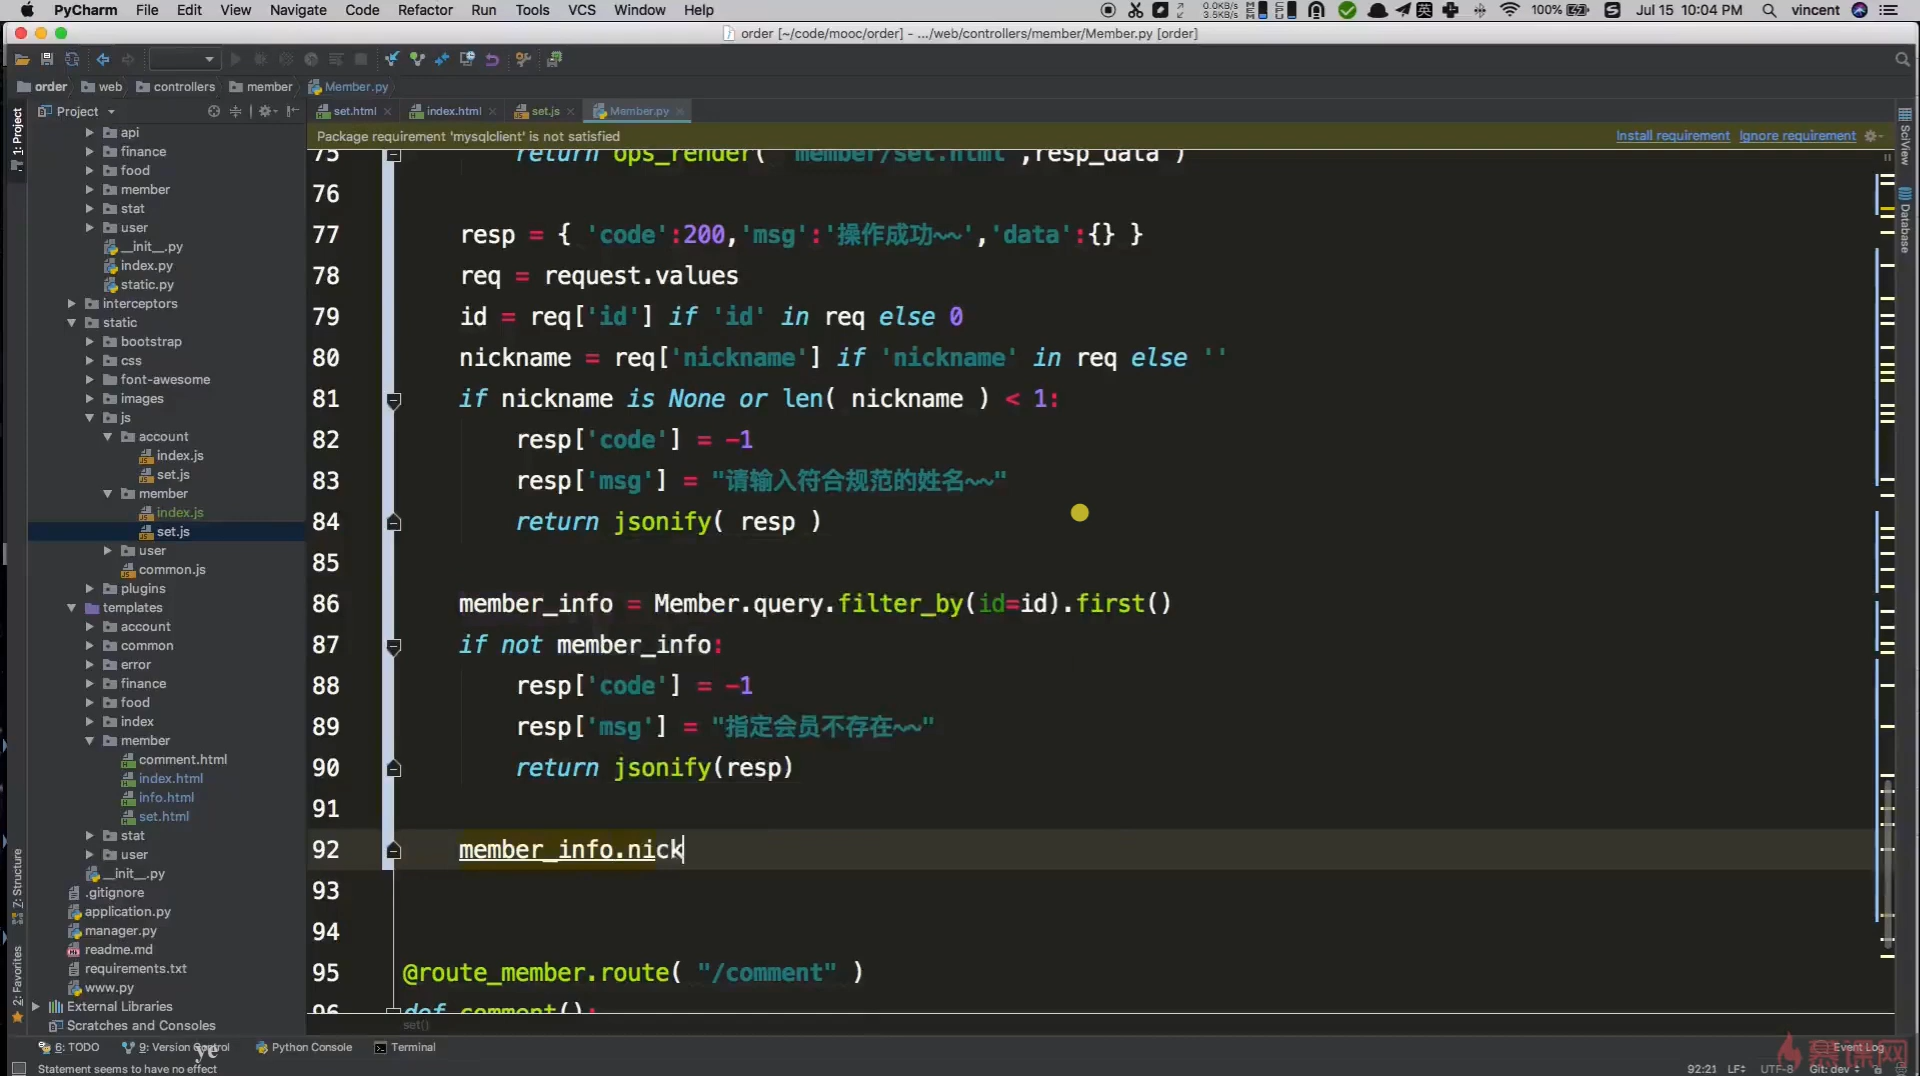 PyCharm File Edit View Navigate Code Refactor Run Tools VCS Window Help 0.0KB/s 3.5KB/s 英 100% Jul 15 10:04 PM vincent
order [~/code/mooc/order] - .../web/controllers/member/Member.py [order]
order web controllers member Member.py
Project set.html index.html set.js Member.py
Package requirement 'mysqlclient' is not satisfied Install requirement Ignore requirement
1: Project
7: Structure
2: Favorites
SciView
Database
api
finance
food
member
stat
user
__init__.py
index.py
static.py
interceptors
static
bootstrap
css
font-awesome
images
js
account
index.js
set.js
member
index.js
set.js
user
common.js
plugins
templates
account
common
error
finance
food
index
member
comment.html
index.html
info.html
set.html
stat
user
__init__.py
.gitignore
application.py
manager.py
readme.md
requirements.txt
www.py
External Libraries
Scratches and Consoles
75 return ops_render( "member/set.html",resp_data )
76
77 resp = { 'code':200,'msg':'操作成功~~','data':{} }
78 req = request.values
79 id = req['id'] if 'id' in req else 0
80 nickname = req['nickname'] if 'nickname' in req else ''
81 if nickname is None or len( nickname ) < 1:
82 resp['code'] = -1
83 resp['msg'] = "请输入符合规范的姓名~~"
84 return jsonify( resp )
85
86 member_info = Member.query.filter_by(id=id).first()
87 if not member_info:
88 resp['code'] = -1
89 resp['msg'] = "指定会员不存在~~"
90 return jsonify(resp)
91
92 member_info.nick
93
94
95 @route_member.route( "/comment" )
96 def comment():
set()
6: TODO 9: Version Control Python Console Terminal Event Log
ye
Statement seems to have no effect 92:21 LF UTF-8 Git: dev
慕课网